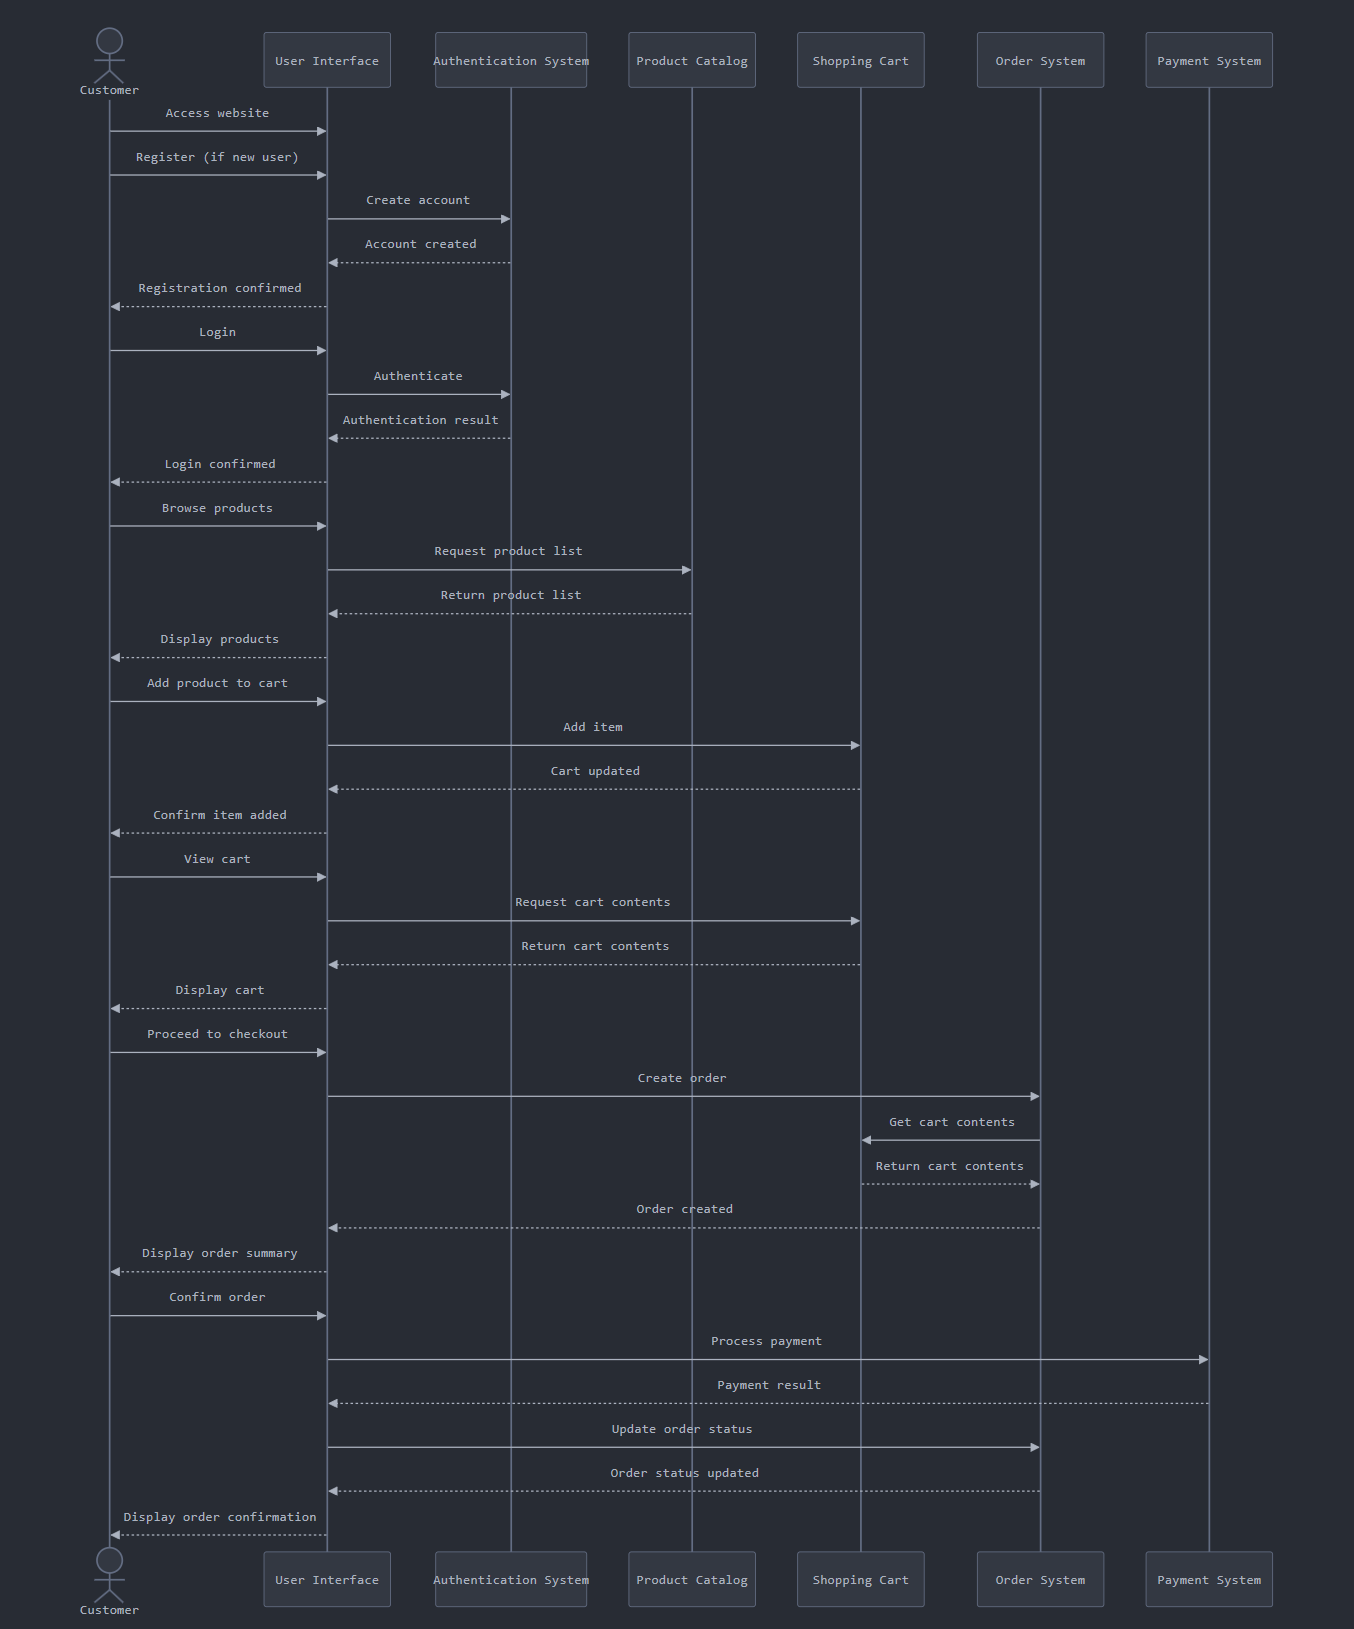 User Interface
Authentication System
Product Catalog
Shopping Cart
Order System
Payment System
Customer
Access website
Register (if new user)
Create account
Account created
Registration confirmed
Login
Authenticate
Authentication result
Login confirmed
Browse products
Request product list
Return product list
Display products
Add product to cart
Add item
Cart updated
Confirm item added
View cart
Request cart contents
Return cart contents
Display cart
Proceed to checkout
Create order
Get cart contents
Return cart contents
Order created
Display order summary
Confirm order
Process payment
Payment result
Update order status
Order status updated
Display order confirmation
User Interface
Authentication System
Product Catalog
Shopping Cart
Order System
Payment System
Customer